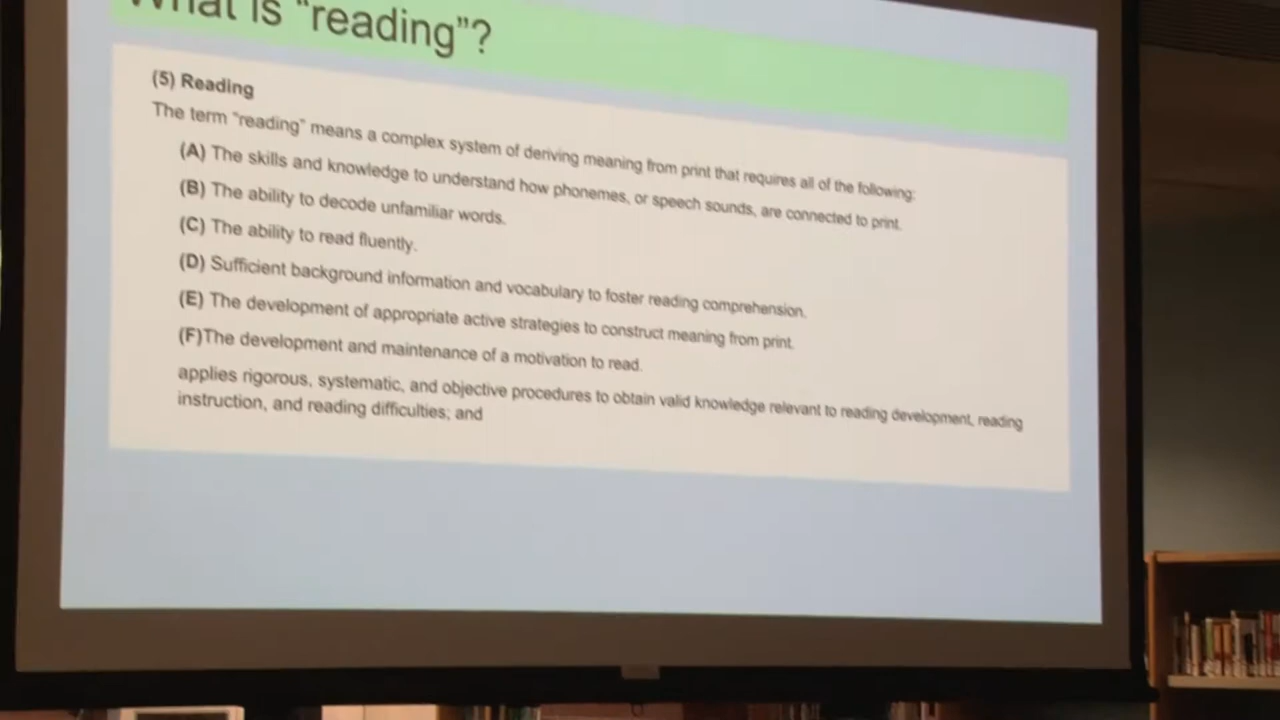 What is “reading”?
(5) Reading
The term "reading" means a complex system of deriving meaning from print that requires all of the following:
(A) The skills and knowledge to understand how phonemes, or speech sounds, are connected to print.
(B) The ability to decode unfamiliar words.
(C) The ability to read fluently.
(D) Sufficient background information and vocabulary to foster reading comprehension.
(E) The development of appropriate active strategies to construct meaning from print.
(F)The development and maintenance of a motivation to read.
applies rigorous, systematic, and objective procedures to obtain valid knowledge relevant to reading development, reading
instruction, and reading difficulties; and